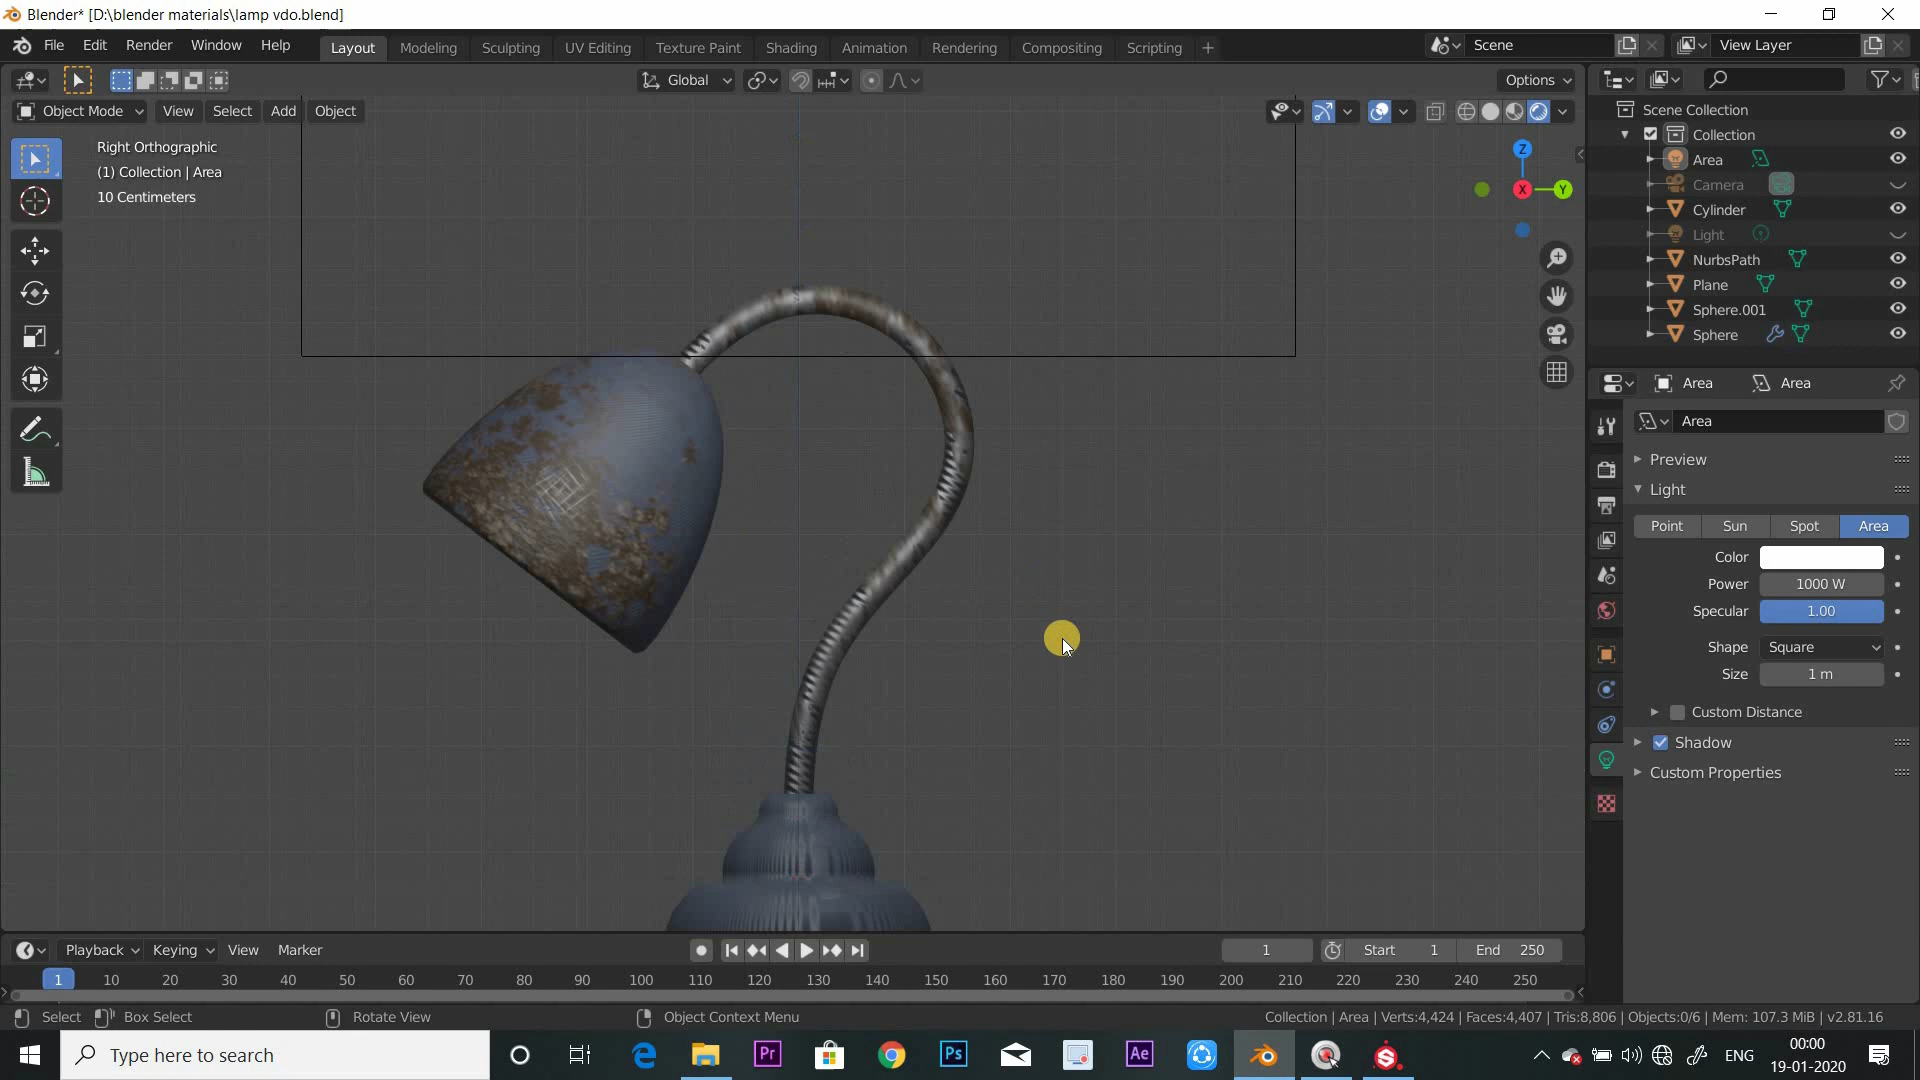 Blender* [D:\blender materials\lamp vdo.blend]
File Edit Render Window Help Layout Modeling Sculpting UV Editing Texture Paint Shading Animation Rendering Compositing Scripting + Scene View Layer
Global Options
Object Mode View Select Add Object
Right Orthographic
(1) Collection | Area
10 Centimeters
Z
X Y
Scene Collection
Collection
Area
Camera
Cylinder
Light
NurbsPath
Plane
Sphere.001
Sphere
Area Area
Area
Preview
Light
Point Sun Spot Area
Color
Power 1000 W
Specular 1.00
Shape Square
Size 1 m
Custom Distance
Shadow
Custom Properties
Playback Keying View Marker 1 Start 1 End 250
1 10 20 30 40 50 60 70 80 90 100 110 120 130 140 150 160 170 180 190 200 210 220 230 240 250
Select Box Select Rotate View Object Context Menu Collection | Area | Verts:4,424 | Faces:4,407 | Tris:8,806 | Objects:0/6 | Mem: 107.3 MiB | v2.81.16
Type here to search Pr Ps Ae ENG 00:00
19-01-2020